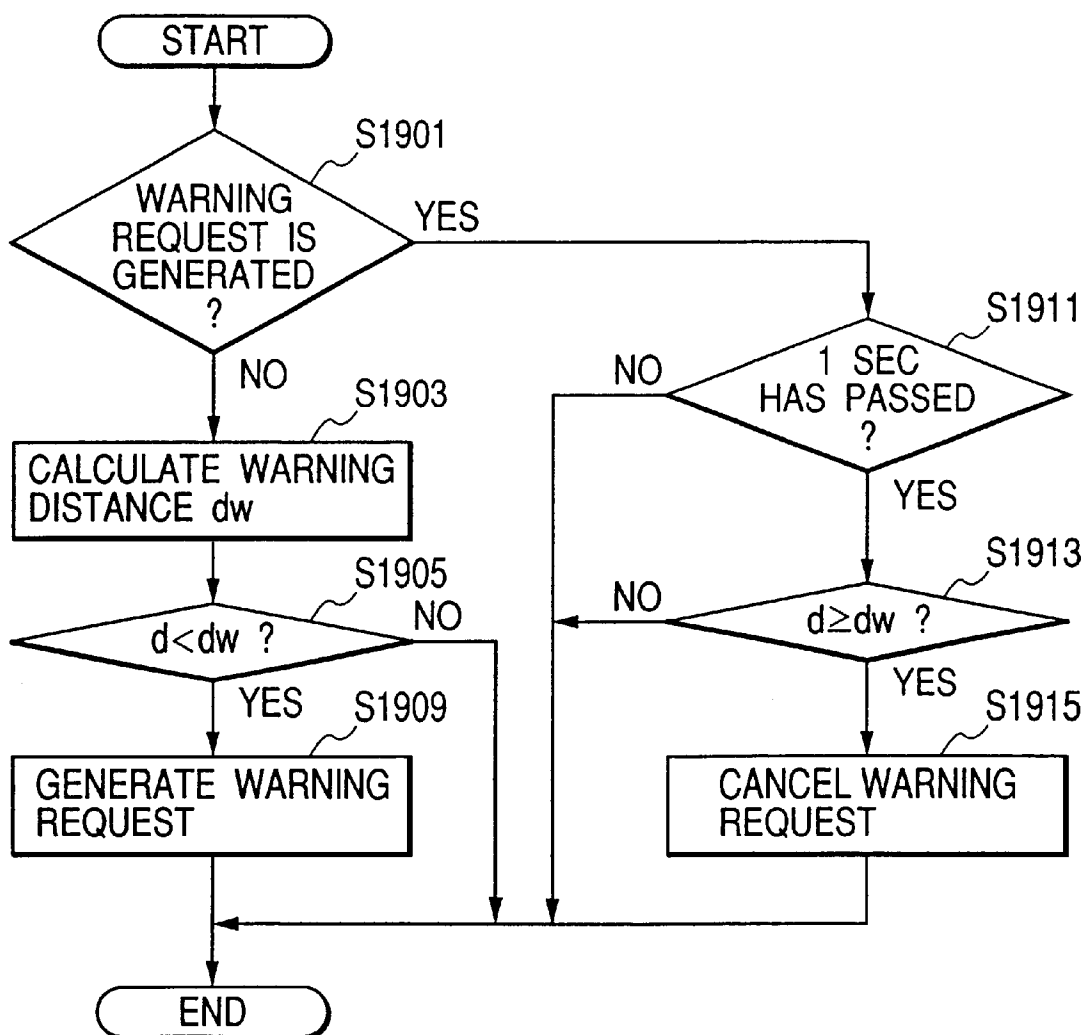 START
S1901
WARNING
REQUEST IS
GENERATED
?
YES
NO
S1903
CALCULATE WARNING
DISTANCE dw
S1905
d<dw ?
NO
YES
S1909
GENERATE WARNING
REQUEST
S1911
1 SEC
HAS PASSED
?
NO
YES
S1913
d≥dw ?
NO
YES
S1915
CANCEL WARNING
REQUEST
END